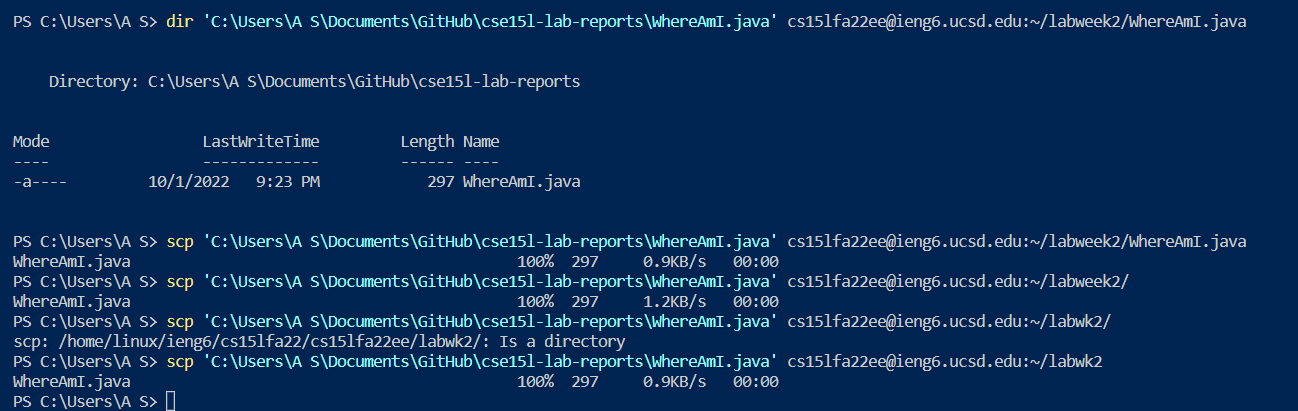 PS C:\Users\A S> dir 'C:\Users\A S\Documents\GitHub\cse15l-lab-reports\WhereAmI.java' cs15lfa22ee@ieng6.ucsd.edu:~/labweek2/WhereAmI.java
Directory: C:\Users\A S\Documents\GitHub\cse15l-lab-reports
Mode LastWriteTime Length Name
---- ------------- ------ ----
-a---- 10/1/2022 9:23 PM 297 WhereAmI.java
PS C:\Users\A S> scp 'C:\Users\A S\Documents\GitHub\cse15l-lab-reports\WhereAmI.java' cs15lfa22ee@ieng6.ucsd.edu:~/labweek2/WhereAmI.java
WhereAmI.java 100% 297 0.9KB/s 00:00
PS C:\Users\A S> scp 'C:\Users\A S\Documents\GitHub\cse15l-lab-reports\WhereAmI.java' cs15lfa22ee@ieng6.ucsd.edu:~/labweek2/
WhereAmI.java 100% 297 1.2KB/s 00:00
PS C:\Users\A S> scp 'C:\Users\A S\Documents\GitHub\cse15l-lab-reports\WhereAmI.java' cs15lfa22ee@ieng6.ucsd.edu:~/labwk2/
scp: /home/linux/ieng6/cs15lfa22/cs15lfa22ee/labwk2/: Is a directory
PS C:\Users\A S> scp 'C:\Users\A S\Documents\GitHub\cse15l-lab-reports\WhereAmI.java' cs15lfa22ee@ieng6.ucsd.edu:~/labwk2
WhereAmI.java 100% 297 0.9KB/s 00:00
PS C:\Users\A S>